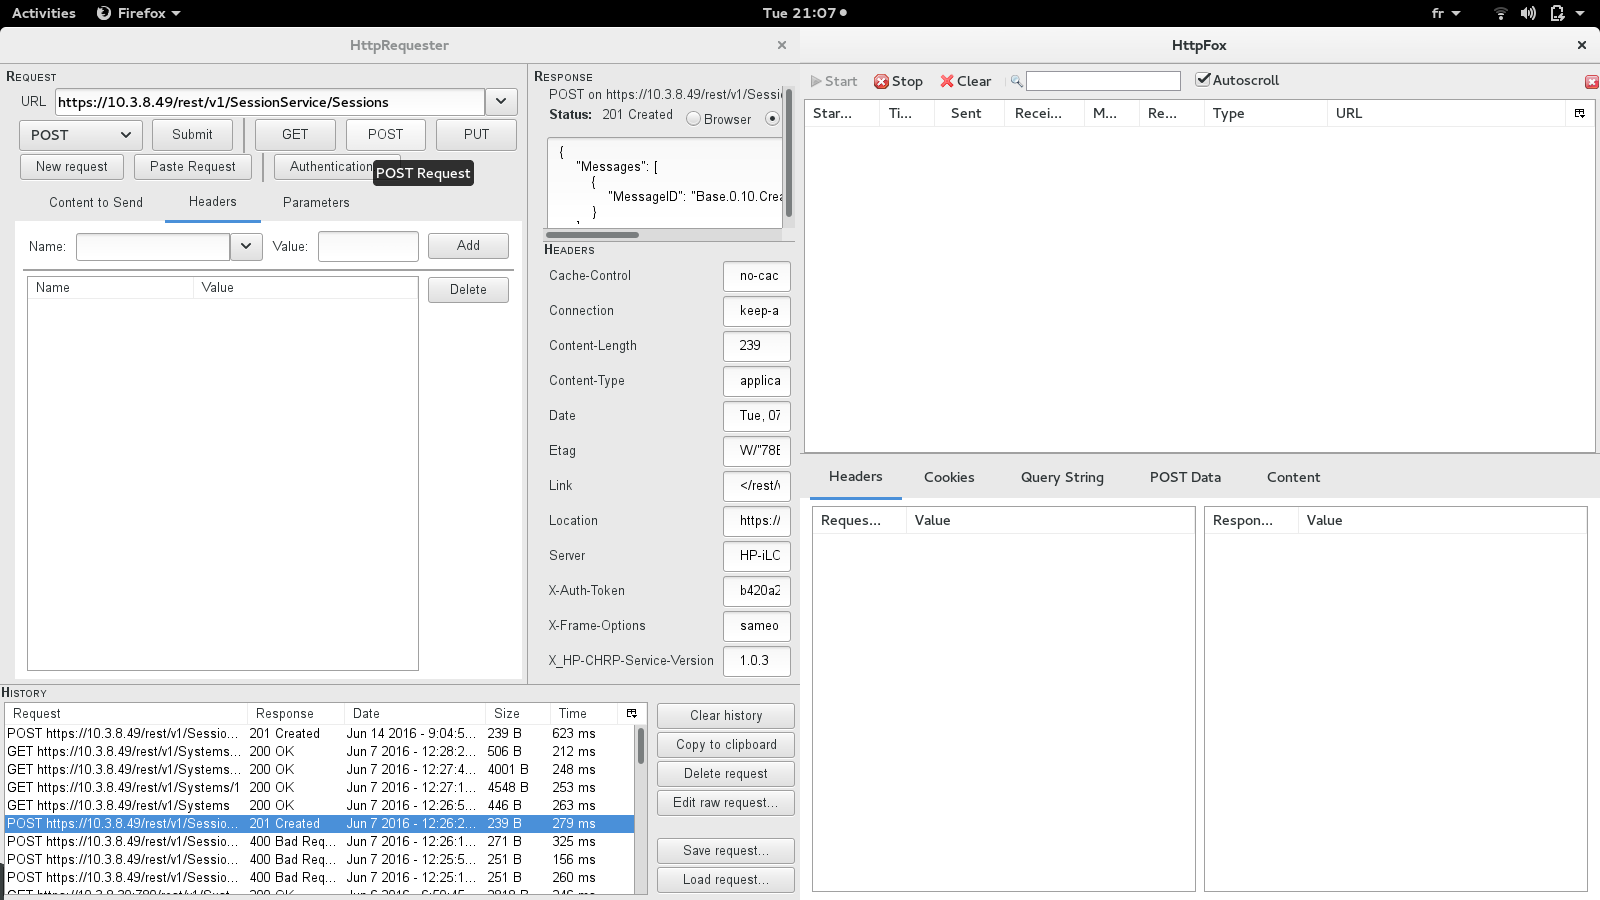 Activities Firefox Tue 21:07 fr
HttpRequester
REQUEST
URL https://10.3.8.49/rest/v1/SessionService/Sessions
POST Submit GET POST PUT
New request Paste Request Authentication
POST Request
Content to Send Headers Parameters
Name: Value: Add
Name Value Delete
RESPONSE
POST on https://10.3.8.49/rest/v1/Sessi
Status: 201 Created Browser
{
"Messages": [
{
"MessageID": "Base.0.10.Crea
}
HEADERS
Cache-Control no-cac
Connection keep-a
Content-Length 239
Content-Type applica
Date Tue, 07
Etag W/"78E
Link </rest/v
Location https://
Server HP-iLO
X-Auth-Token b420a2
X-Frame-Options sameo
X_HP-CHRP-Service-Version 1.0.3
HISTORY
Request Response Date Size Time
POST https://10.3.8.49/rest/v1/Sessio... 201 Created Jun 14 2016 - 9:04:5... 239 B 623 ms
GET https://10.3.8.49/rest/v1/Systems... 200 OK Jun 7 2016 - 12:28:2... 506 B 212 ms
GET https://10.3.8.49/rest/v1/Systems... 200 OK Jun 7 2016 - 12:27:4... 4001 B 248 ms
GET https://10.3.8.49/rest/v1/Systems/1 200 OK Jun 7 2016 - 12:27:1... 4548 B 253 ms
GET https://10.3.8.49/rest/v1/Systems 200 OK Jun 7 2016 - 12:26:5... 446 B 263 ms
POST https://10.3.8.49/rest/v1/Sessio... 201 Created Jun 7 2016 - 12:26:2... 239 B 279 ms
POST https://10.3.8.49/rest/v1/Sessio... 400 Bad Req... Jun 7 2016 - 12:26:1... 271 B 325 ms
POST https://10.3.8.49/rest/v1/Sessio... 400 Bad Req... Jun 7 2016 - 12:25:5... 251 B 156 ms
POST https://10.3.8.49/rest/v1/Sessio... 400 Bad Req... Jun 7 2016 - 12:25:1... 251 B 260 ms
Clear history
Copy to clipboard
Delete request
Edit raw request...
Save request...
Load request...
HttpFox
Start Stop Clear Autoscroll
Star... Ti... Sent Recei... M... Re... Type URL
Headers Cookies Query String POST Data Content
Reques... Value Respon... Value